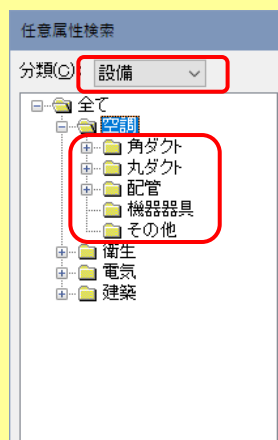 任意属性検索
分類(C): 設備
全て
空調
角ダクト
丸ダクト
配管
機器器具
その他
衛生
電気
建築